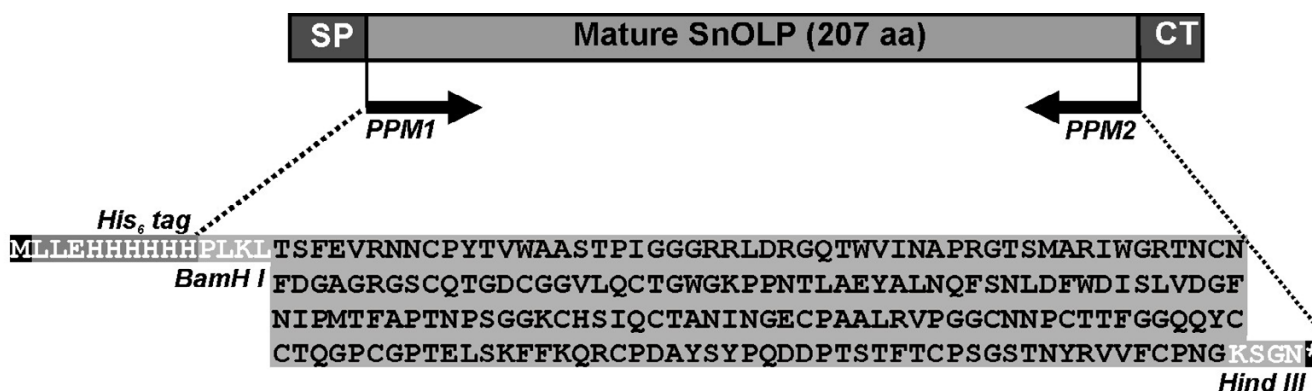 SP Mature SnOLP (207 aa) CT
PPM1 PPM2
His6 tag
MLLEHHHHHHPLKLTSFEVRNNCPYTVWAASTPIGGGRRLDRGQTWVINAPRGTSMARIWGRTNCN
BamH I FDGAGRGSCQTGDCGGVLQCTGWGKPPNTLAEYALNQFSNLDFWDISLVDGF
NIPMTFAPTNPSGGKCHSIQCTANINGECPAALRVPGGCNNPCTTFGGQQYC
CTQGPCGPTELSKFFKQRCPDAYSYPQDDPTSTFTCPSGSTNYRVVFCPNGKSGN*
Hind III